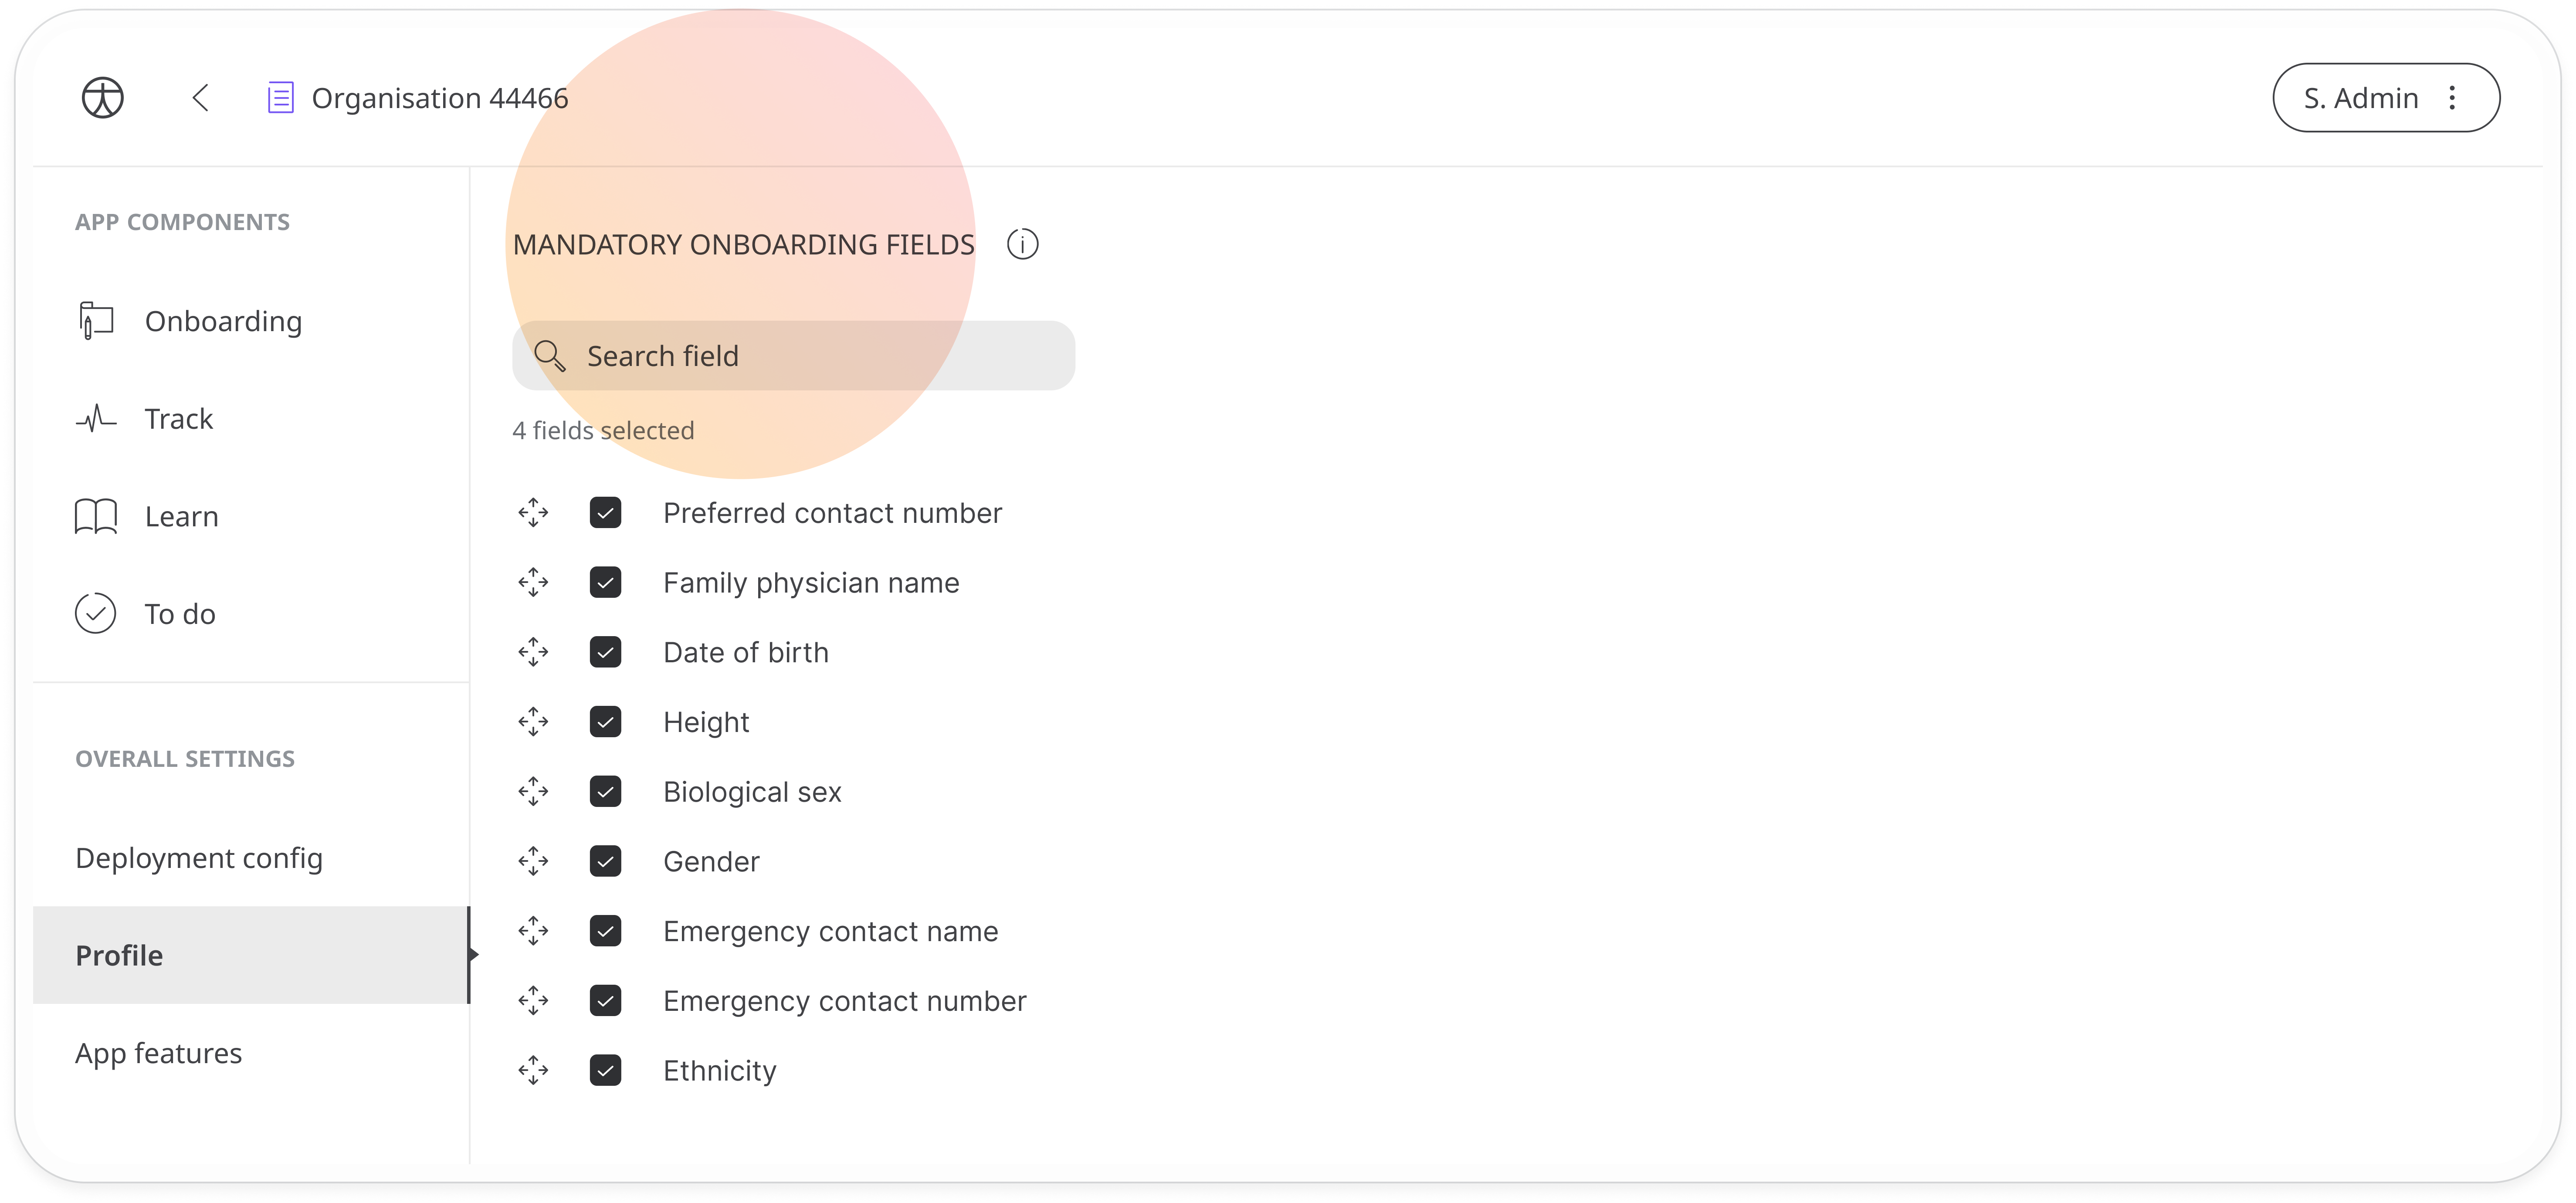 Organisation 44466
S. Admin
APP COMPONENTS
Onboarding
Track
Learn
To do
OVERALL SETTINGS
Deployment config
Profile
App features
MANDATORY ONBOARDING FIELDS
Search field
4 fields selected
Preferred contact number
Family physician name
Date of birth
Height
Biological sex
Gender
Emergency contact name
Emergency contact number
Ethnicity